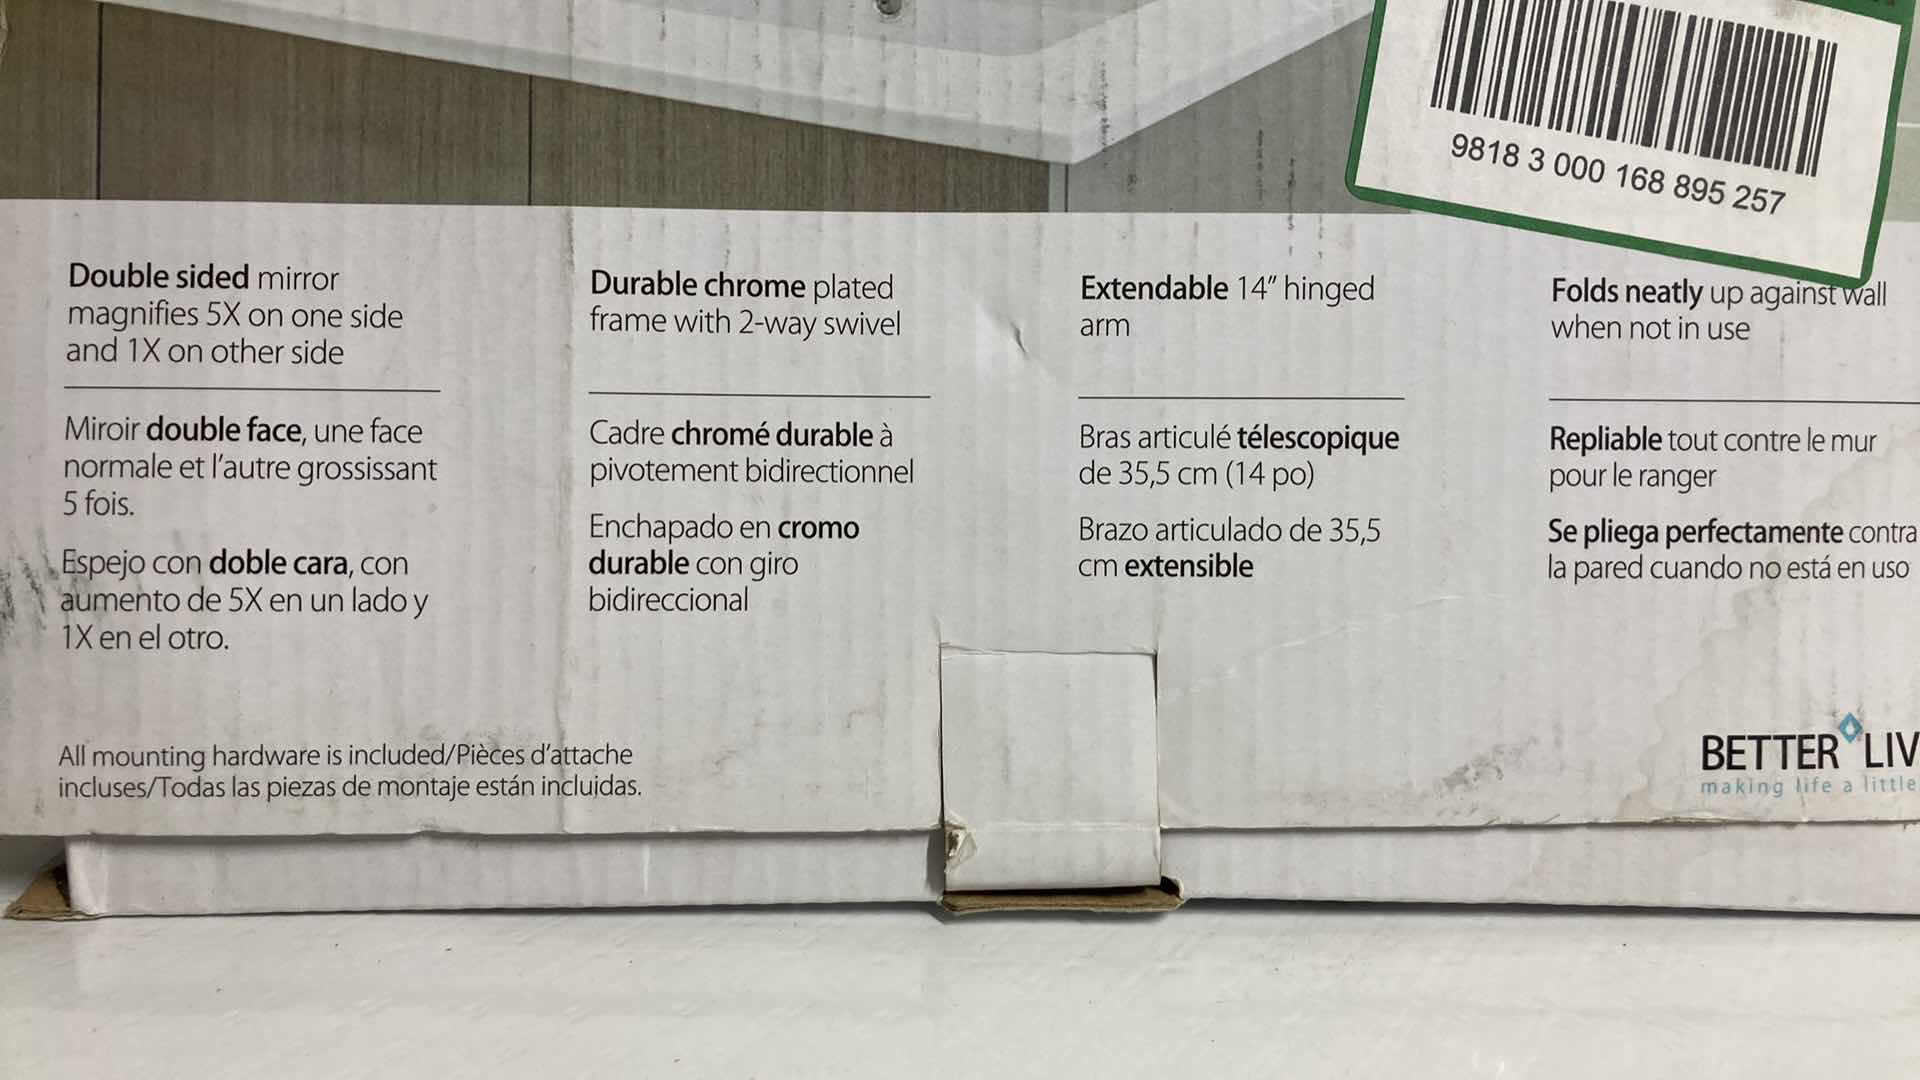 9818 3 000 168 895 257
Double sided mirror
magnifies 5X on one side
and 1X on other side
Miroir double face, une face
normale et l'autre grossissant
5 fois.
Espejo con doble cara, con
aumento de 5X en un lado y
1X en el otro.
Durable chrome plated
frame with 2-way swivel
Cadre chromé durable à
pivotement bidirectionnel
Enchapado en cromo
durable con giro
bidireccional
Extendable 14" hinged
arm
Bras articulé télescopique
de 35,5 cm (14 po)
Brazo articulado de 35,5
cm extensible
Folds neatly up against wall
when not in use
Repliable tout contre le mur
pour le ranger
Se pliega perfectamente contra
la pared cuando no está en uso
All mounting hardware is included/Pièces d'attache
incluses/Todas las piezas de montaje están incluidas.
BETTER LIV
making life a little